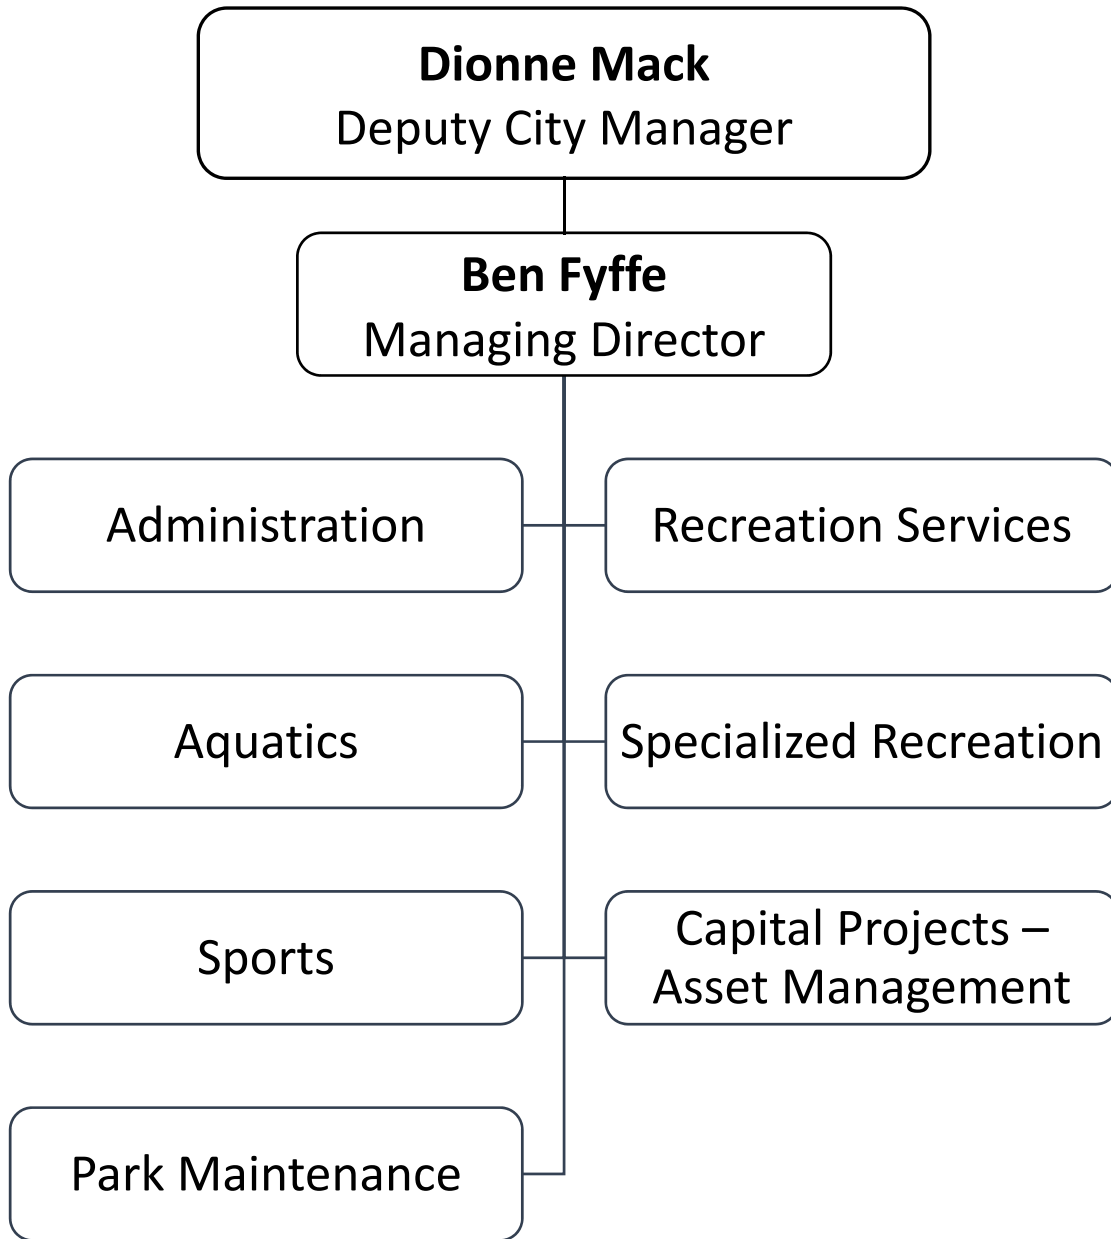 Dionne Mack
Deputy City Manager
Ben Fyffe
Managing Director
Administration
Recreation Services
Aquatics
Specialized Recreation
Sports
Capital Projects –
Asset Management
Park Maintenance